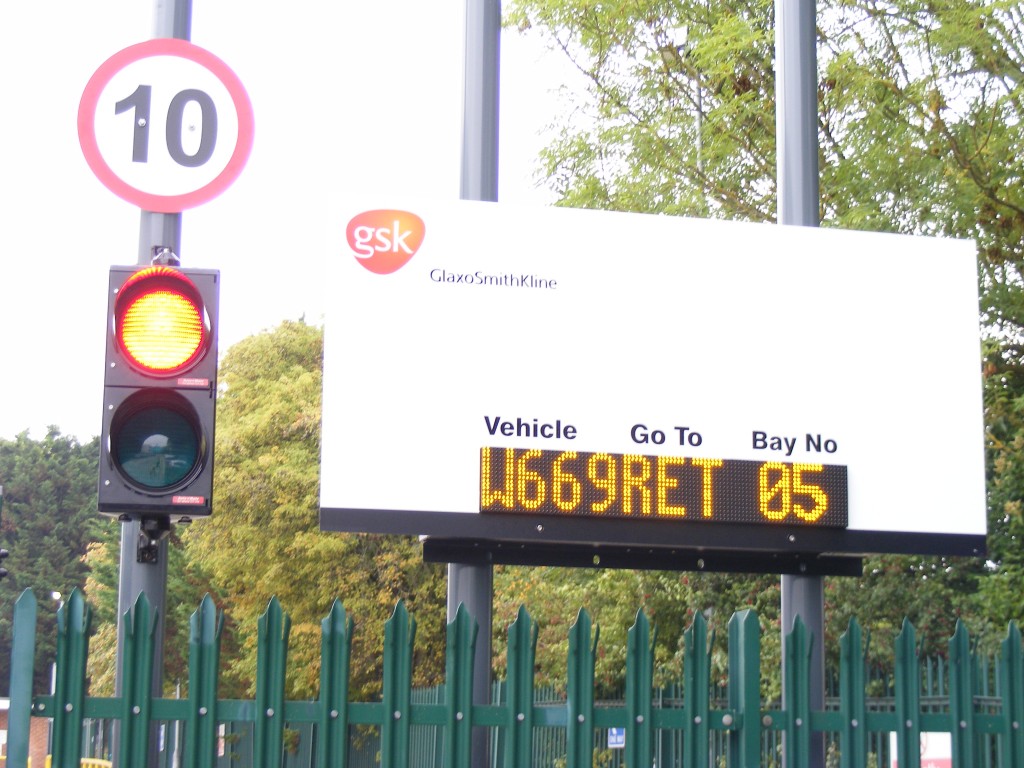 10
gsk
GlaxoSmithKline
Vehicle Go To Bay No
W669RET 05